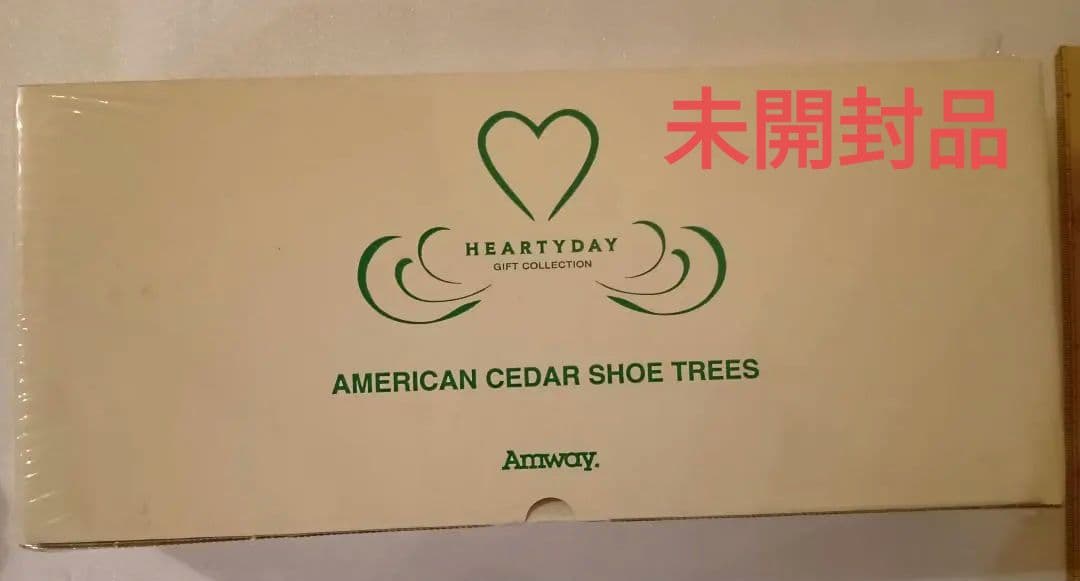 未開封品
HEARTYDAY
GIFT COLLECTION
AMERICAN CEDAR SHOE TREES
Amway.